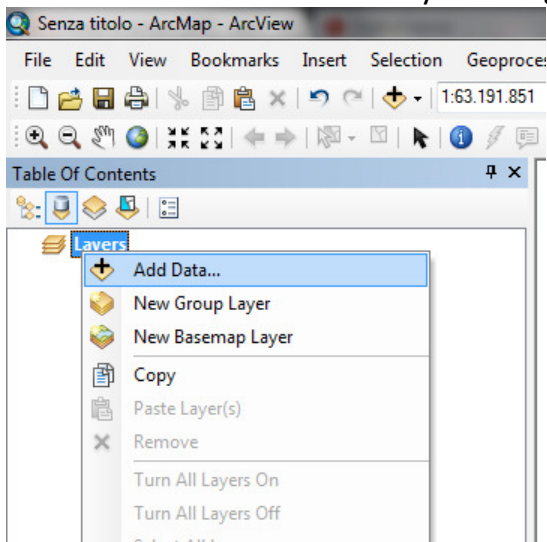 Senza titolo - ArcMap - ArcView
File Edit View Bookmarks Insert Selection Geoproces
1:63.191.851
Table Of Contents
Layers
Add Data...
New Group Layer
New Basemap Layer
Copy
Paste Layer(s)
Remove
Turn All Layers On
Turn All Layers Off